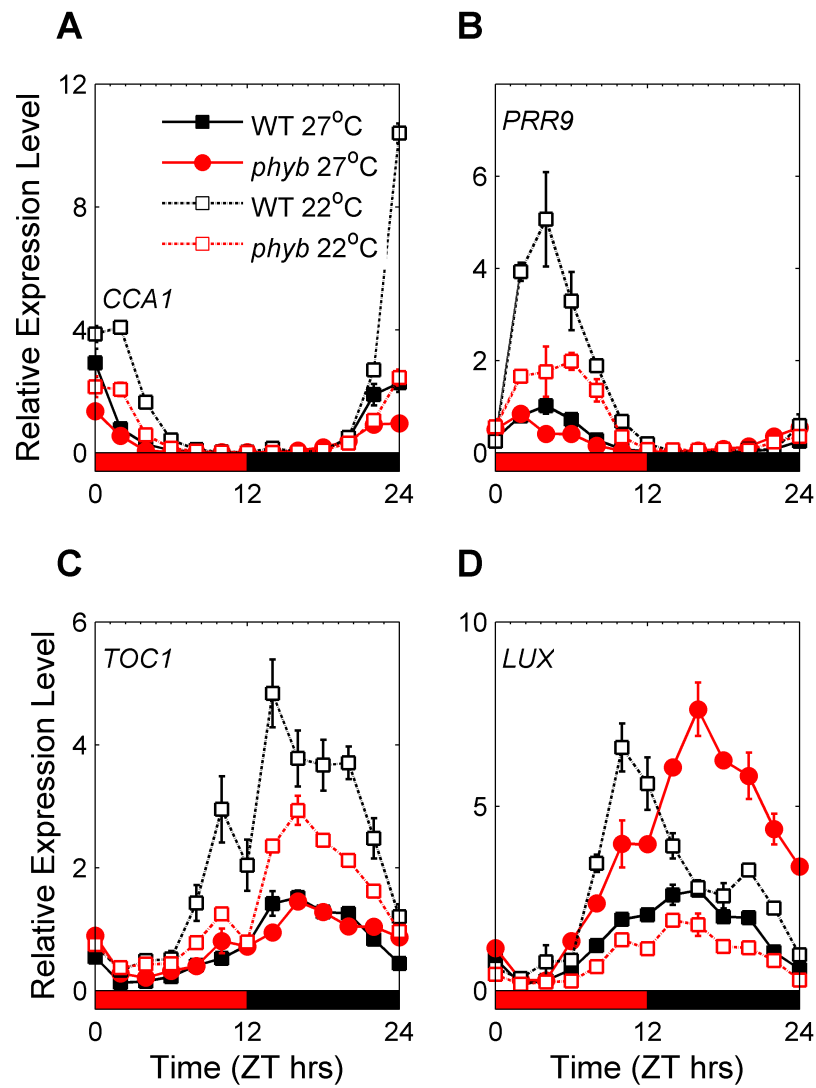 A
B
12
8
4
0
Relative Expression Level
WT 27°C
phyb 27°C
WT 22°C
phyb 22°C
CCA1
0 12 24
PRR9
6
4
2
0
0 12 24
C
D
6
4
2
0
Relative Expression Level
TOC1
0 12 24
Time (ZT hrs)
10
5
0
LUX
0 12 24
Time (ZT hrs)